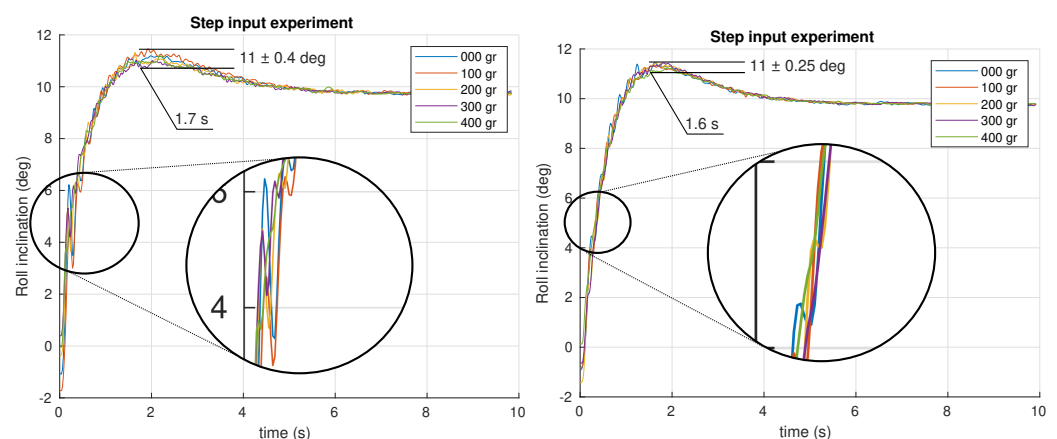 Step input experiment
12
10
8
6
4
2
0
-2
0
2
4
6
8
10
Roll inclination (deg)
time (s)
11 ± 0.4 deg
1.7 s
000 gr
100 gr
200 gr
300 gr
400 gr
4
Step input experiment
12
10
8
6
4
2
0
-2
0
2
4
6
8
10
Roll inclination (deg)
time (s)
11 ± 0.25 deg
1.6 s
000 gr
100 gr
200 gr
300 gr
400 gr